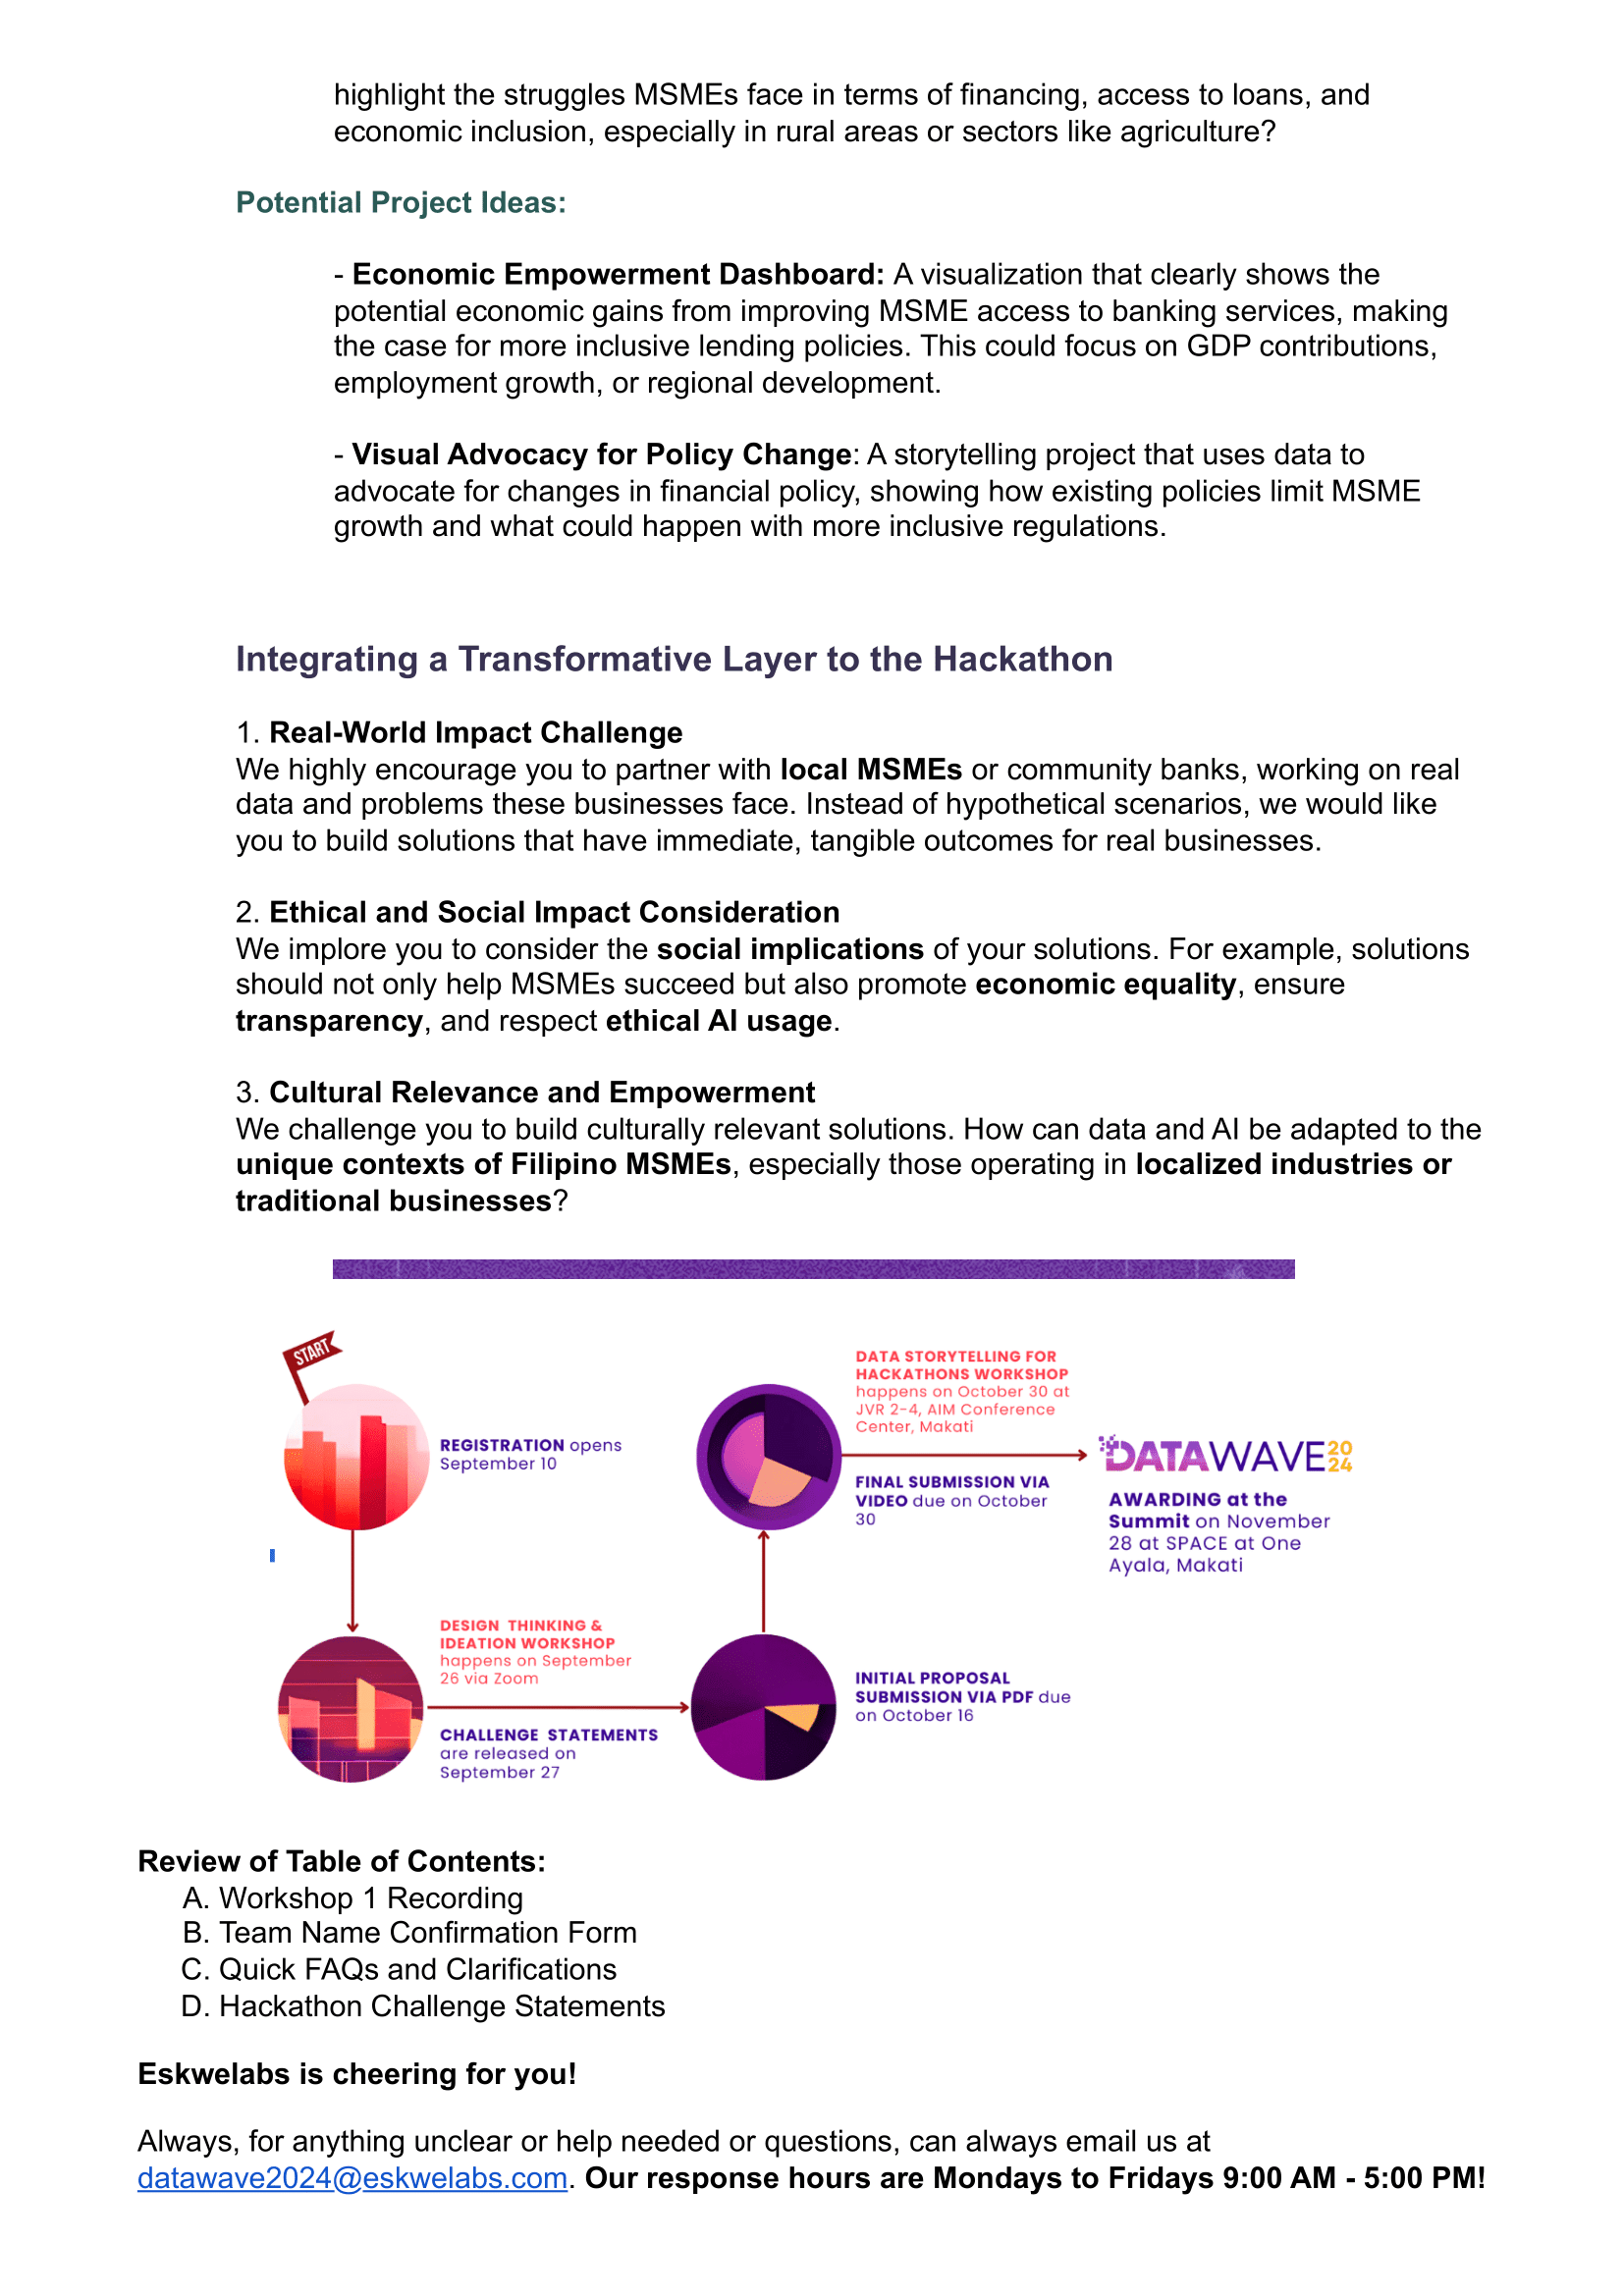 highlight the struggles MSMEs face in terms of financing, access to loans, and
economic inclusion, especially in rural areas or sectors like agriculture?
Potential Project Ideas:
- Economic Empowerment Dashboard: A visualization that clearly shows the
potential economic gains from improving MSME access to banking services, making
the case for more inclusive lending policies. This could focus on GDP contributions,
employment growth, or regional development.
- Visual Advocacy for Policy Change: A storytelling project that uses data to
advocate for changes in financial policy, showing how existing policies limit MSME
growth and what could happen with more inclusive regulations.
Integrating a Transformative Layer to the Hackathon
1. Real-World Impact Challenge
We highly encourage you to partner with local MSMEs or community banks, working on real
data and problems these businesses face. Instead of hypothetical scenarios, we would like
you to build solutions that have immediate, tangible outcomes for real businesses.
2. Ethical and Social Impact Consideration
We implore you to consider the social implications of your solutions. For example, solutions
should not only help MSMEs succeed but also promote economic equality, ensure
transparency, and respect ethical AI usage.
3. Cultural Relevance and Empowerment
We challenge you to build culturally relevant solutions. How can data and AI be adapted to the
unique contexts of Filipino MSMEs, especially those operating in localized industries or
traditional businesses?
START
REGISTRATION opens
September 10
DESIGN THINKING &
IDEATION WORKSHOP
happens on September
26 via Zoom
CHALLENGE STATEMENTS
are released on
September 27
INITIAL PROPOSAL
SUBMISSION VIA PDF due
on October 16
DATA STORYTELLING FOR
HACKATHONS WORKSHOP
happens on October 30 at
JVR 2-4, AIM Conference
Center, Makati
FINAL SUBMISSION VIA
VIDEO due on October
30
DATAWAVE 2024
AWARDING at the
Summit on November
28 at SPACE at One
Ayala, Makati
Review of Table of Contents:
A. Workshop 1 Recording
B. Team Name Confirmation Form
C. Quick FAQs and Clarifications
D. Hackathon Challenge Statements
Eskwelabs is cheering for you!
Always, for anything unclear or help needed or questions, can always email us at
datawave2024@eskwelabs.com. Our response hours are Mondays to Fridays 9:00 AM - 5:00 PM!